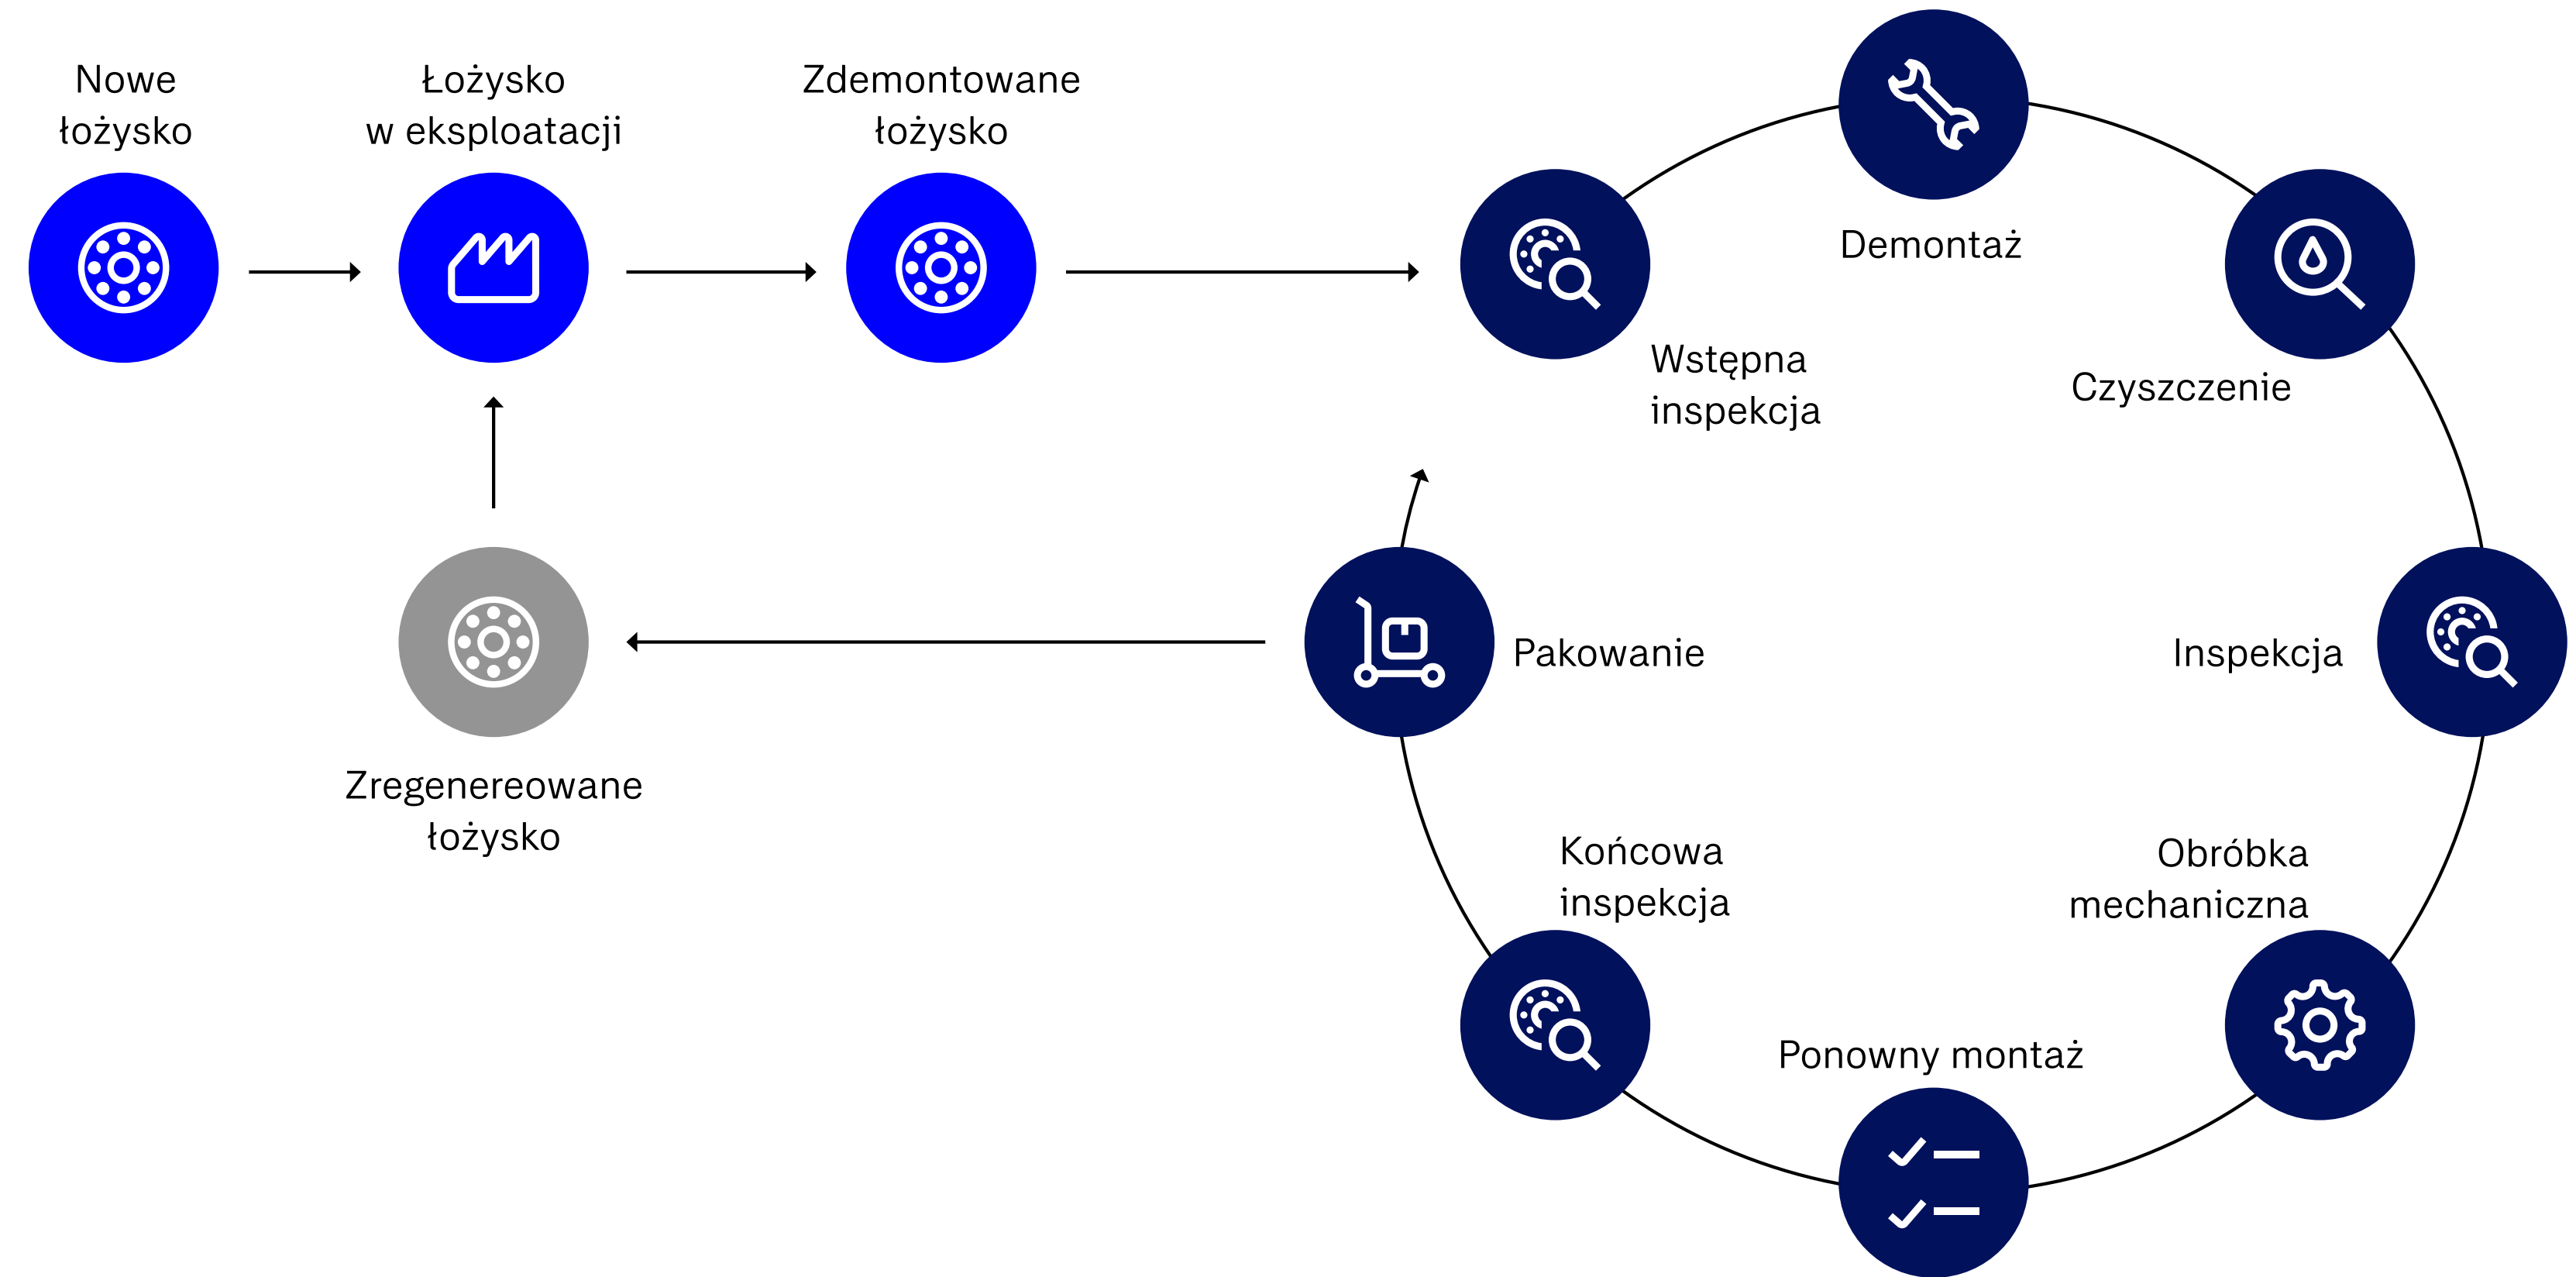 Nowe
łożysko
Łożysko
w eksploatacji
Zdemontowane
łożysko
Demontaż
Wstępna
inspekcja
Czyszczenie
Pakowanie
Inspekcja
Zregenereowane
łożysko
Końcowa
inspekcja
Obróbka
mechaniczna
Ponowny montaż